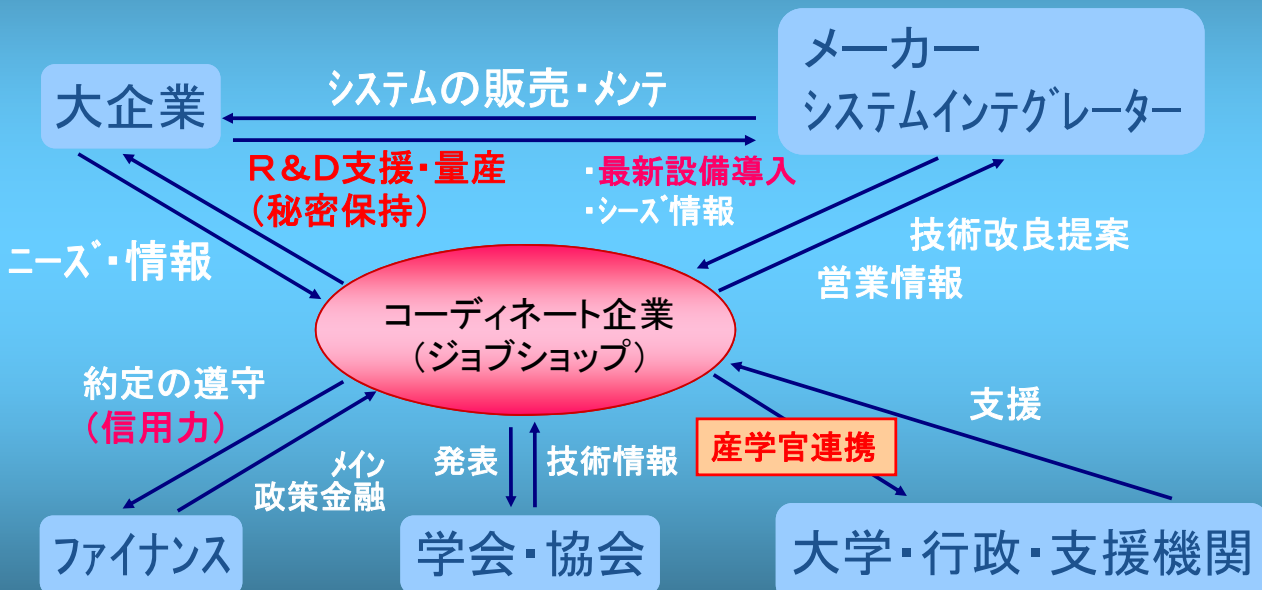 メーカー
システムインテグレーター
大企業
システムの販売・メンテ
R&D支援・量産
(秘密保持)
・最新設備導入
・シーズ情報
ニーズ・情報
技術改良提案
営業情報
コーディネート企業
(ジョブショップ)
約定の遵守
(信用力)
メイン
政策金融
発表
技術情報
産学官連携
支援
ファイナンス
学会・協会
大学・行政・支援機関